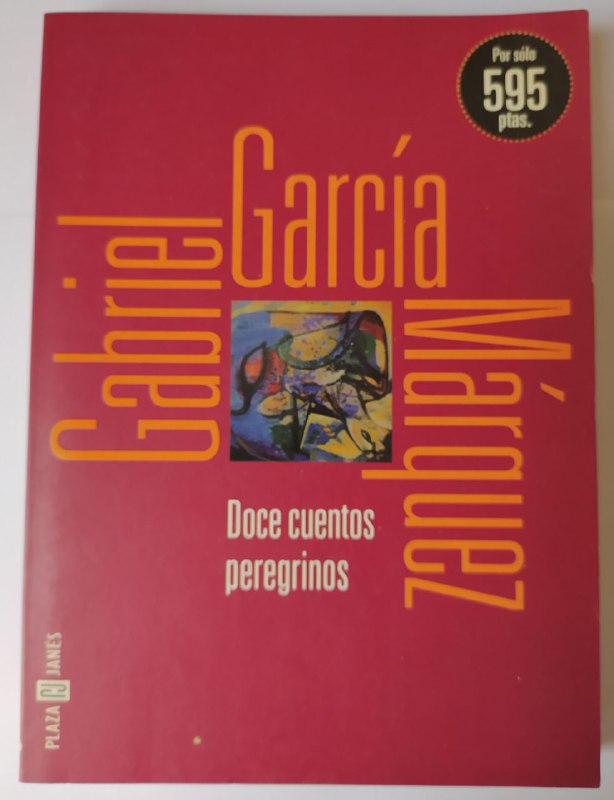 Por sólo
595
ptas.
Gabriel
García
Márquez
Doce cuentos
peregrinos
PLAZA PJ JANÉS